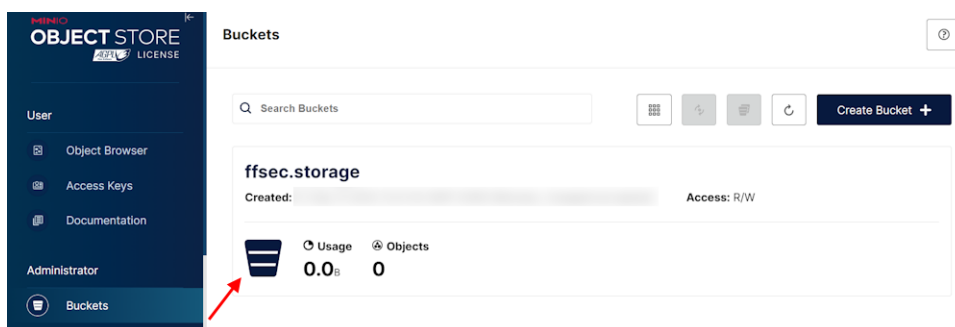 MINIO
OBJECT STORE
AGPLV3 LICENSE
User
Object Browser
Access Keys
Documentation
Administrator
Buckets
Buckets
Search Buckets
Create Bucket +
ffsec.storage
Created:
Access: R/W
Usage
0.0B
Objects
0